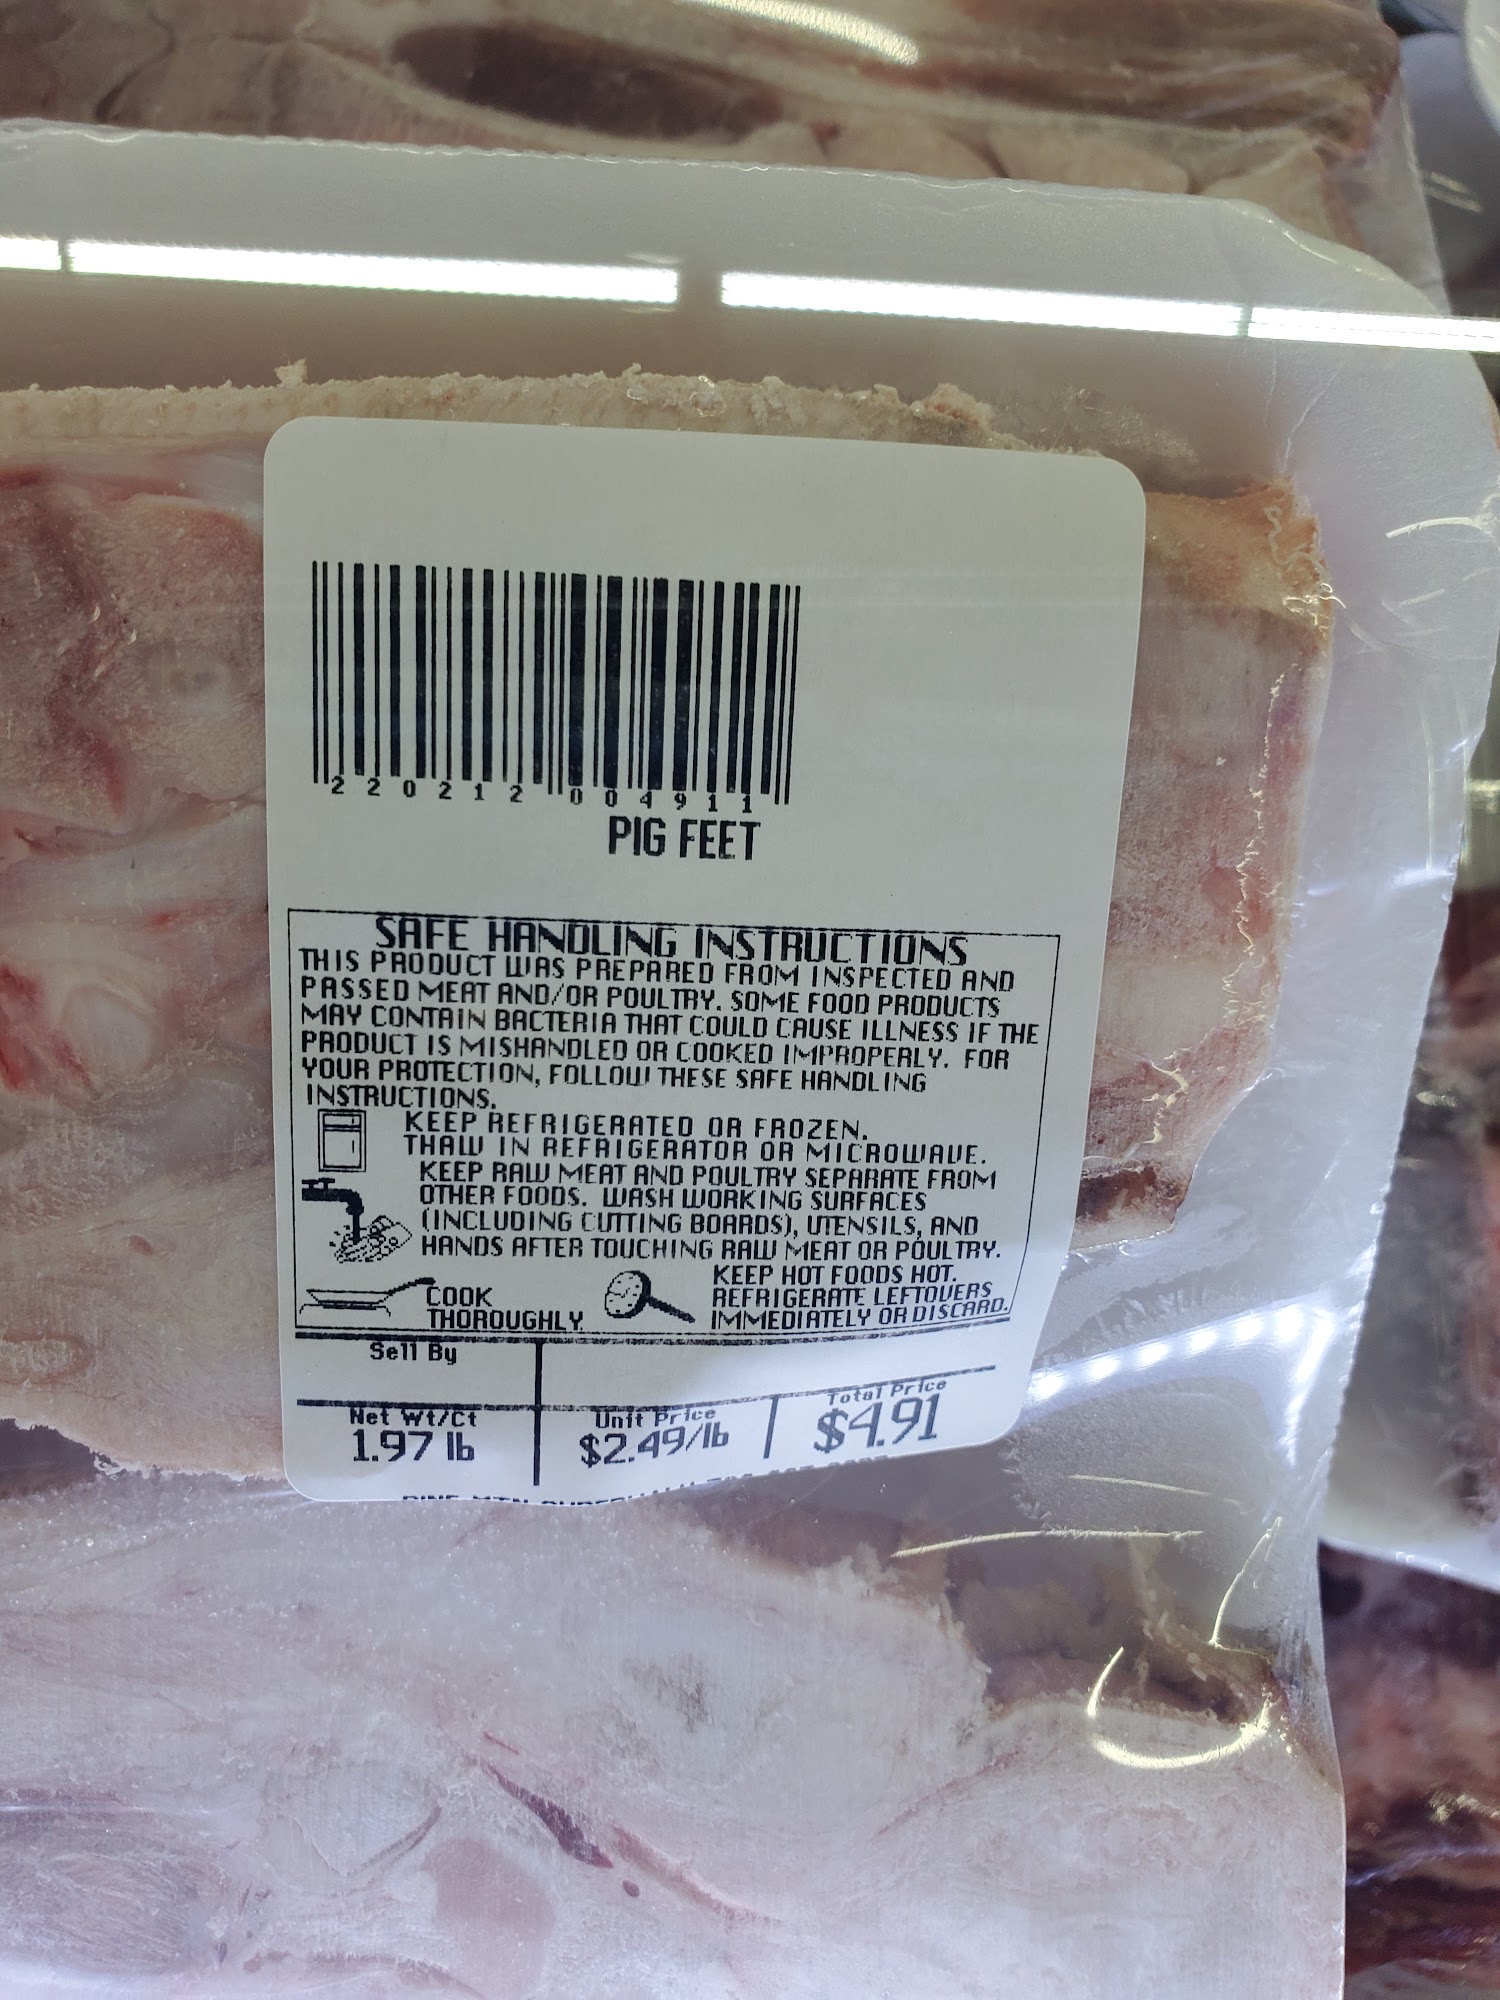 2 20212 00491 1
PIG FEET
SAFE HANDLING INSTRUCTIONS
THIS PRODUCT WAS PREPARED FROM INSPECTED AND
PASSED MEAT AND/OR POULTRY. SOME FOOD PRODUCTS
MAY CONTAIN BACTERIA THAT COULD CAUSE ILLNESS IF THE
PRODUCT IS MISHANDLED OR COOKED IMPROPERLY. FOR
YOUR PROTECTION, FOLLOW THESE SAFE HANDLING
INSTRUCTIONS.
KEEP REFRIGERATED OR FROZEN.
THAW IN REFRIGERATOR OR MICROWAVE.
KEEP RAW MEAT AND POULTRY SEPARATE FROM
OTHER FOODS. WASH WORKING SURFACES
(INCLUDING CUTTING BOARDS), UTENSILS, AND
HANDS AFTER TOUCHING RAW MEAT OR POULTRY.
COOK
THOROUGHLY.
KEEP HOT FOODS HOT.
REFRIGERATE LEFTOVERS
IMMEDIATELY OR DISCARD.
Sell By
Net Wt/Ct
1.97 lb
Unit Price
$2.49/lb
Total Price
$4.91